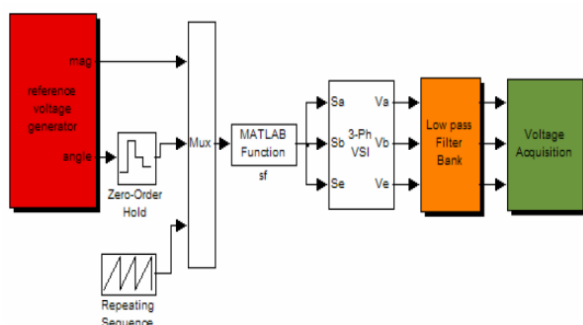 reference
voltage
generator
mag
angle
Zero-Order
Hold
Repeating
Sequence
Mux
MATLAB
Function
sf
Sa
Sb
Se
3-Ph
VSI
Va
Vb
Ve
Low pass
Filter
Bank
Voltage
Acquisition